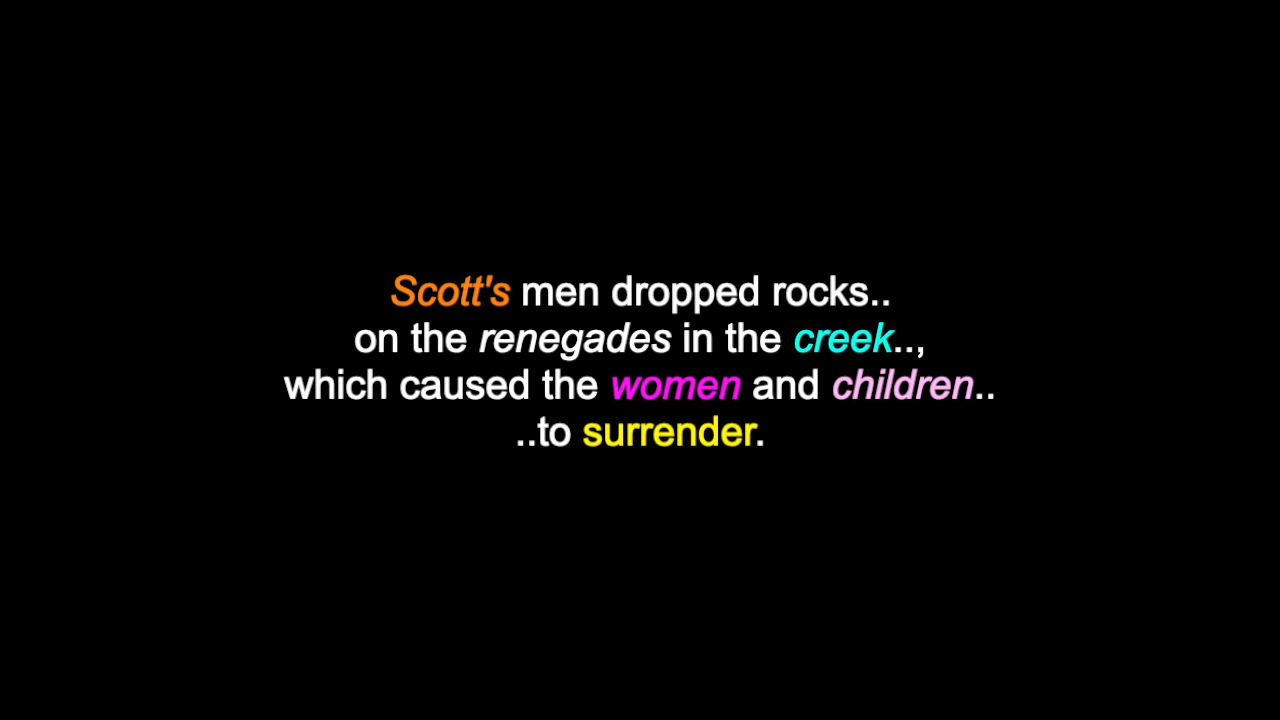 Scott's men dropped rocks..
on the renegades in the creek..,
which caused the women and children..
..to surrender.